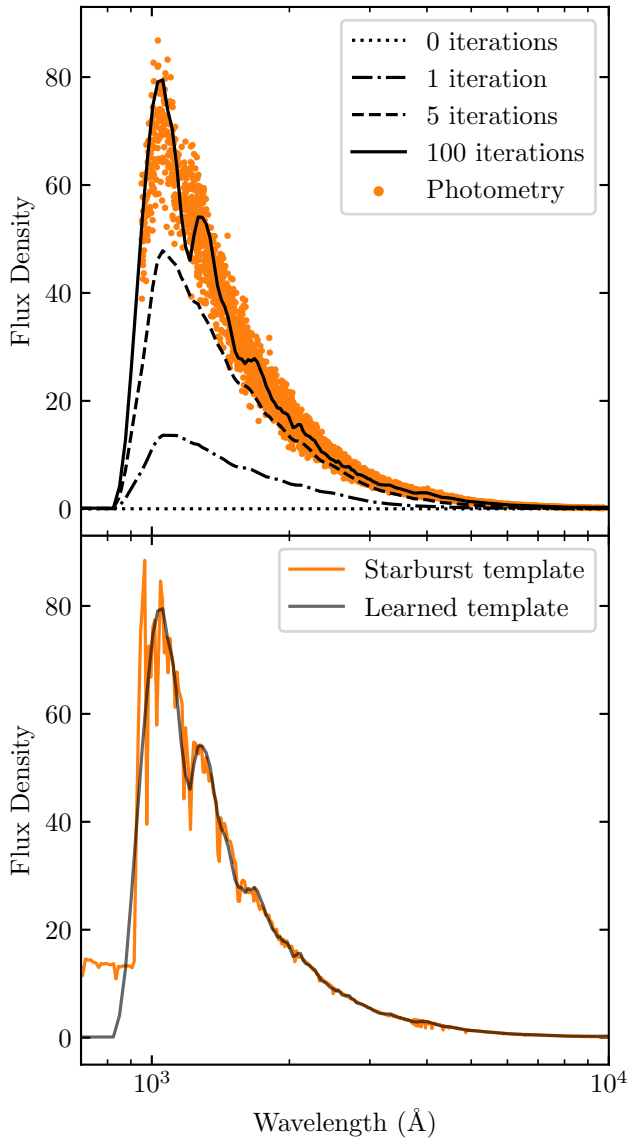 0 iterations
1 iteration
5 iterations
100 iterations
Photometry
80
60
40
20
0
Flux Density
Starburst template
Learned template
80
60
40
20
0
Flux Density
10³
10⁴
Wavelength (Å)